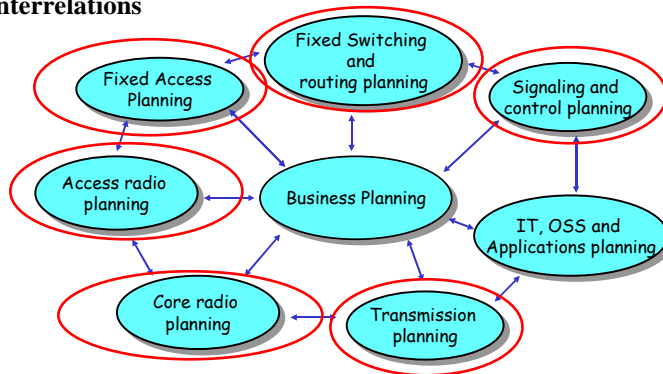 nterrelations
Fixed Switching
and
routing planning
Fixed Access
Planning
Signaling and
control planning
Access radio
planning
Business Planning
IT, OSS and
Applications planning
Core radio
planning
Transmission
planning